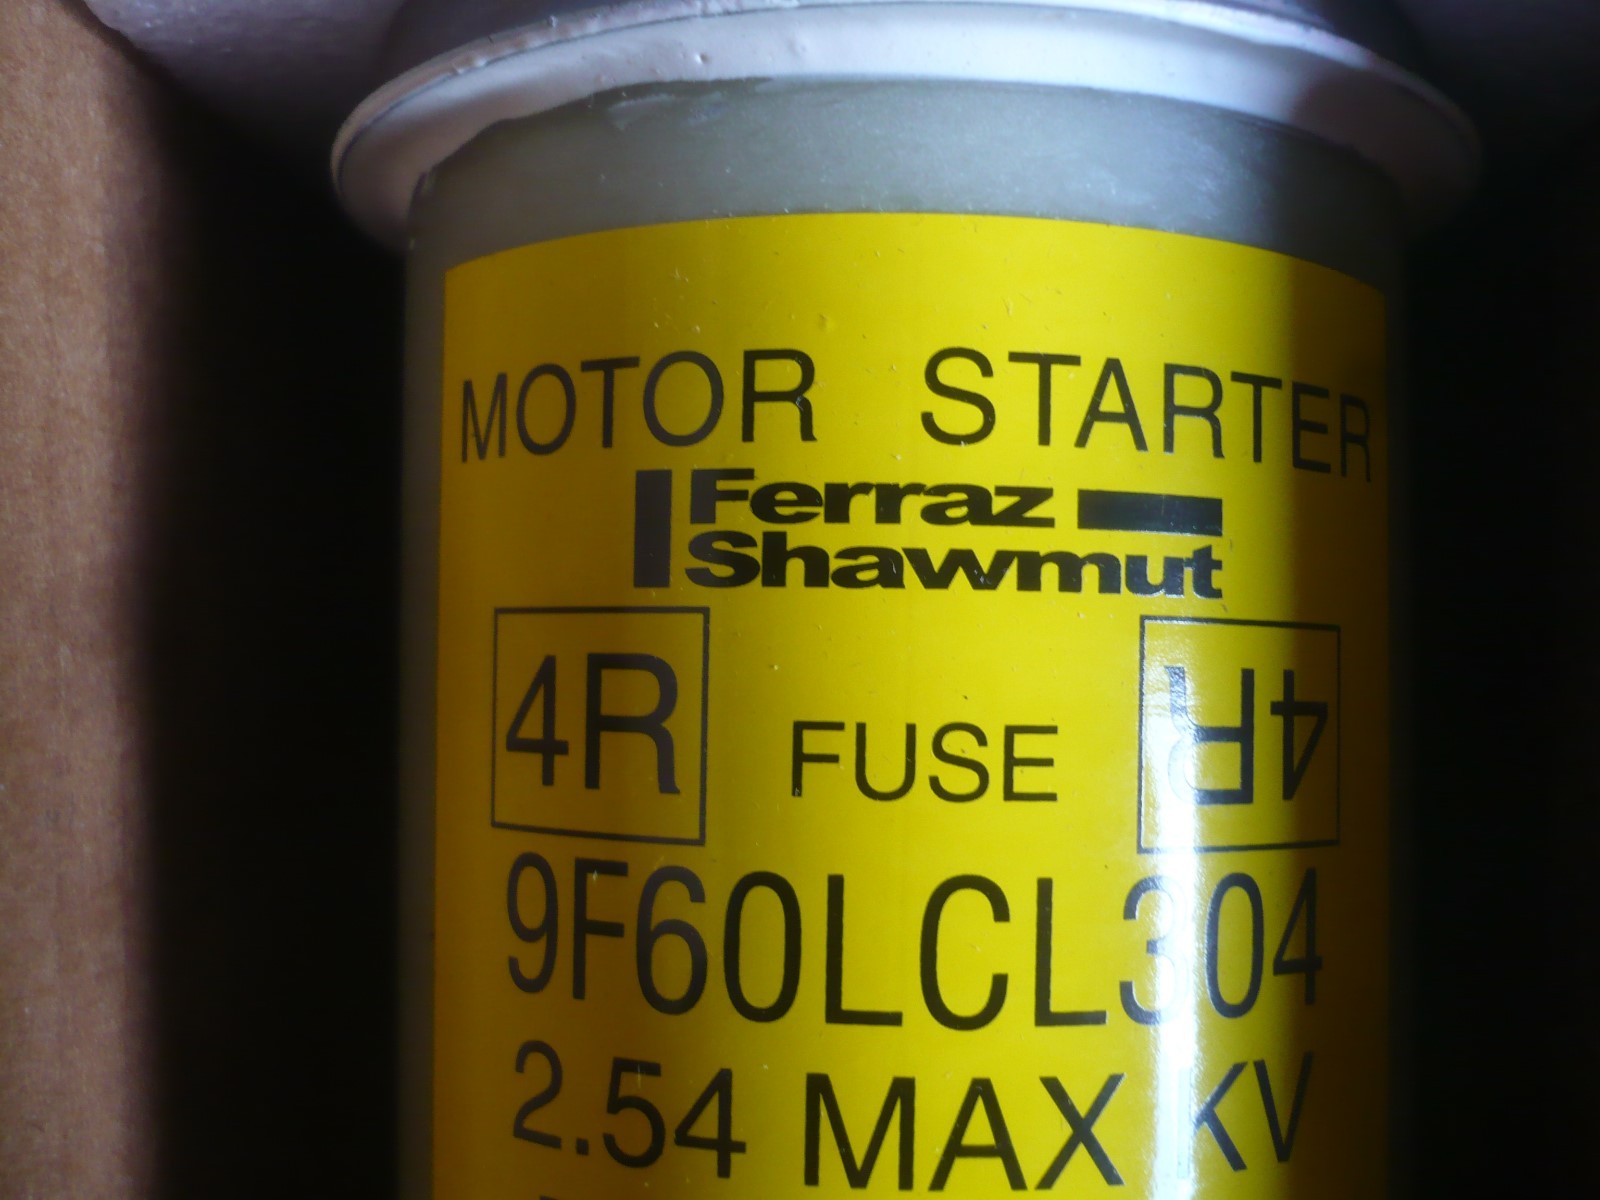 MOTOR STARTER
Ferraz
Shawmut
4R FUSE 4R
9F60LCL304
2.54 MAX KV